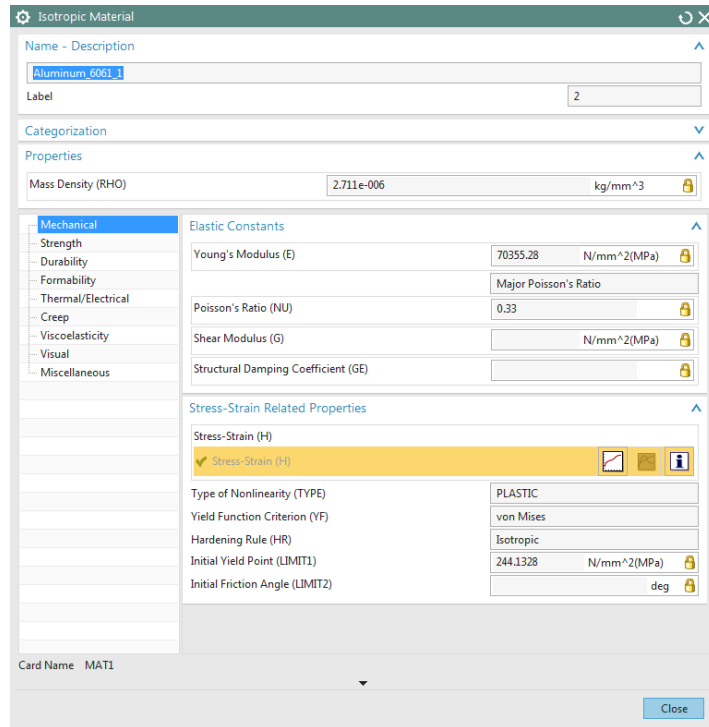 Isotropic Material
Name - Description
Aluminum_6061_1
Label 2
Categorization
Properties
Mass Density (RHO) 2.711e-006 kg/mm^3
Mechanical
Strength
Durability
Formability
Thermal/Electrical
Creep
Viscoelasticity
Visual
Miscellaneous
Elastic Constants
Young's Modulus (E) 70355.28 N/mm^2(MPa)
Major Poisson's Ratio
Poisson's Ratio (NU) 0.33
Shear Modulus (G) N/mm^2(MPa)
Structural Damping Coefficient (GE)
Stress-Strain Related Properties
Stress-Strain (H)
Stress-Strain (H)
Type of Nonlinearity (TYPE) PLASTIC
Yield Function Criterion (YF) von Mises
Hardening Rule (HR) Isotropic
Initial Yield Point (LIMIT1) 244.1328 N/mm^2(MPa)
Initial Friction Angle (LIMIT2) deg
Card Name MAT1
Close